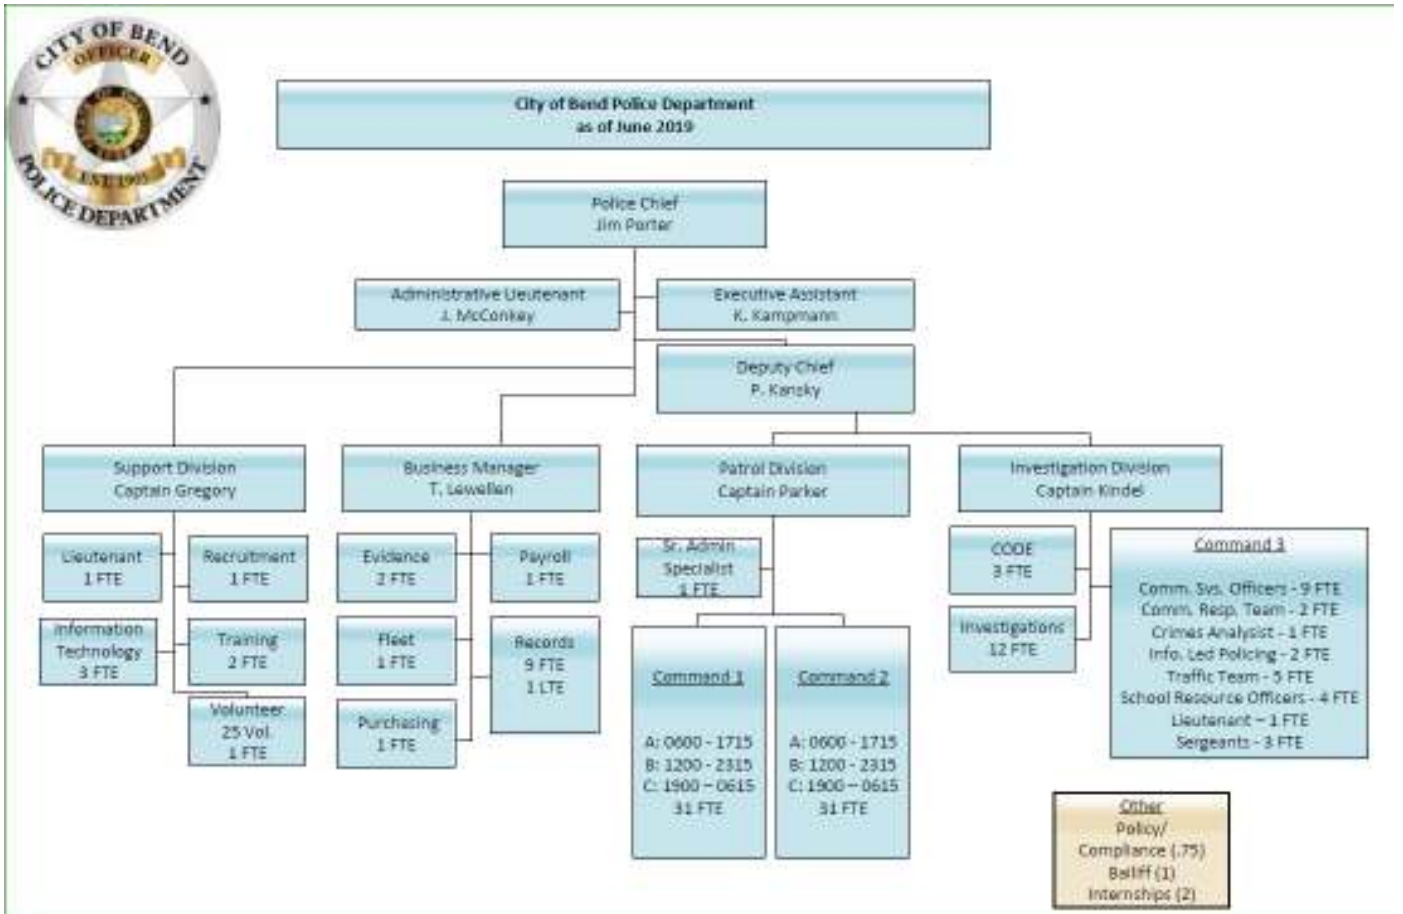 CITY OF BEND
OFFICER
EST. 1905
POLICE DEPARTMENT
City of Bend Police Department
as of June 2019
Police Chief
Jim Porter
Administrative Lieutenant
J. McConkey
Executive Assistant
K. Kampmann
Deputy Chief
P. Kansky
Support Division
Captain Gregory
Business Manager
T. Lewellen
Patrol Division
Captain Parker
Investigation Division
Captain Kindel
Lieutenant
1 FTE
Recruitment
1 FTE
Information
Technology
3 FTE
Training
2 FTE
Volunteer
25 Vol.
1 FTE
Evidence
2 FTE
Payroll
1 FTE
Fleet
1 FTE
Records
9 FTE
1 LTE
Purchasing
1 FTE
Sr. Admin
Specialist
1 FTE
Command 1
A: 0600 - 1715
B: 1200 - 2315
C: 1900 – 0615
31 FTE
Command 2
A: 0600 - 1715
B: 1200 - 2315
C: 1900 – 0615
31 FTE
CODE
3 FTE
Investigations
12 FTE
Command 3
Comm. Svs. Officers - 9 FTE
Comm. Resp. Team - 2 FTE
Crimes Analysist - 1 FTE
Info. Led Policing - 2 FTE
Traffic Team - 5 FTE
School Resource Officers - 4 FTE
Lieutenant – 1 FTE
Sergeants - 3 FTE
Other
Policy/
Compliance (.75)
Bailiff (1)
Internships (2)